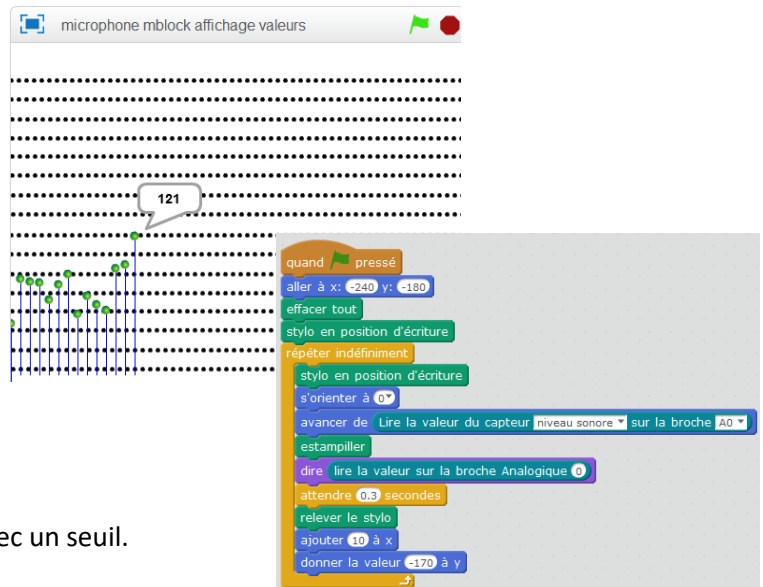 microphone mblock affichage valeurs
121
quand pressé
aller à x: -240 y: -180
effacer tout
stylo en position d'écriture
répéter indéfiniment
stylo en position d'écriture
s'orienter à 0
avancer de Lire la valeur du capteur niveau sonore sur la broche A0
estampiller
dire lire la valeur sur la broche Analogique 0
attendre 0.3 secondes
relever le stylo
ajouter 10 à x
donner la valeur -170 à y
ec un seuil.